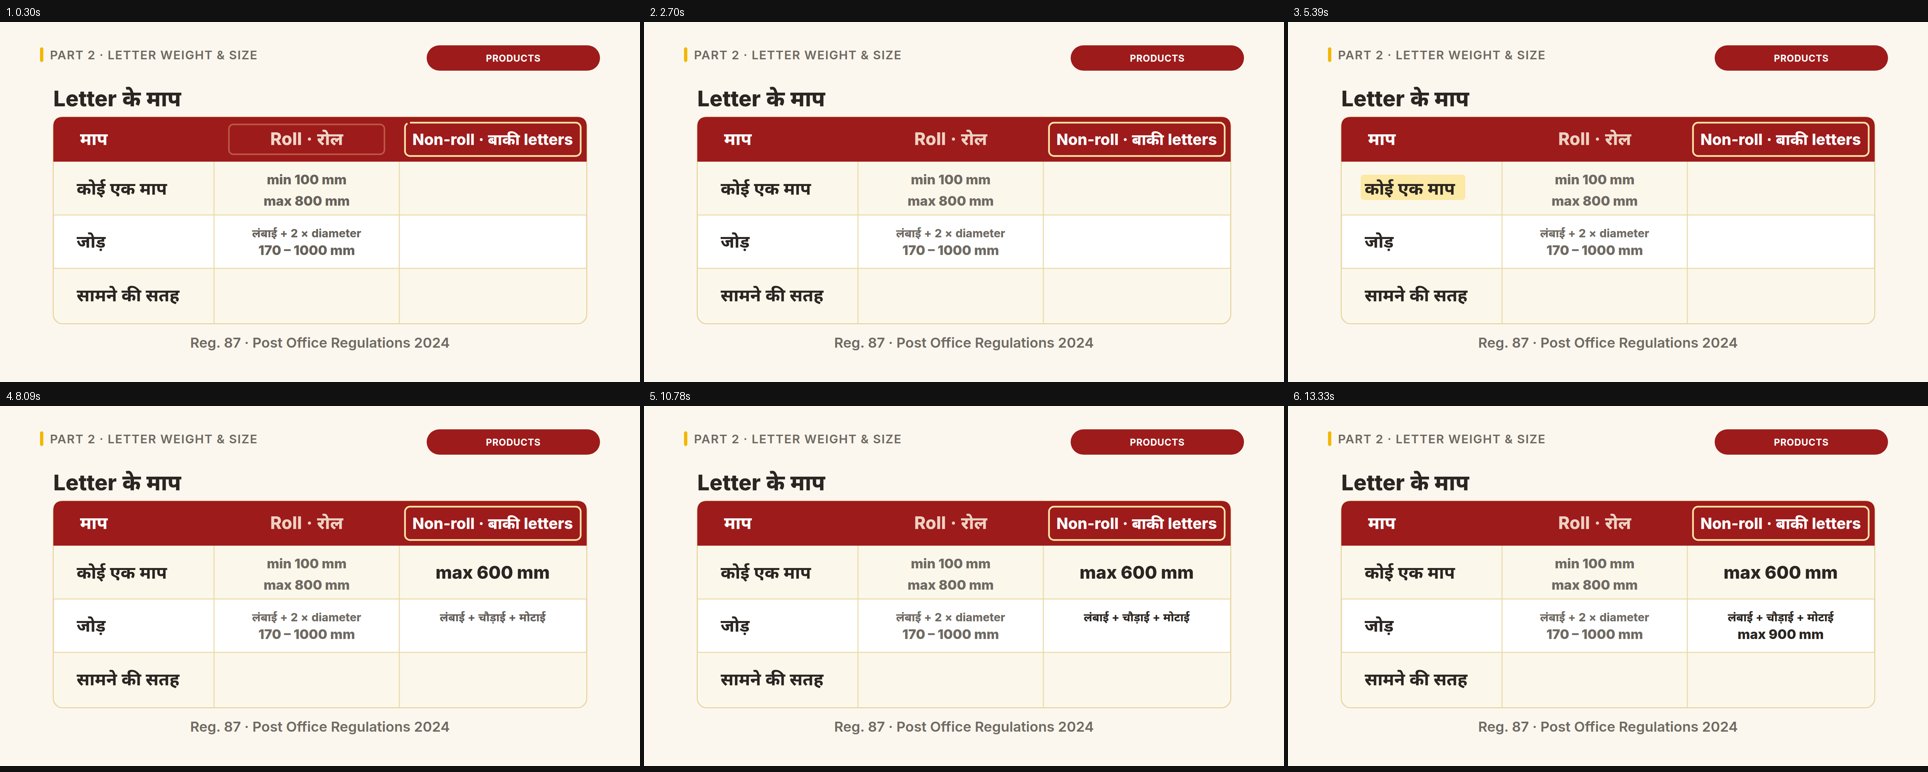 1. 0.30s
PART 2 · LETTER WEIGHT & SIZE
PRODUCTS
Letter के माप
माप Roll · रोल Non-roll · बाकी letters
कोई एक माप min 100 mm
max 800 mm
जोड़ लंबाई + 2 × diameter
170 – 1000 mm
सामने की सतह
Reg. 87 · Post Office Regulations 2024
2. 2.70s
PART 2 · LETTER WEIGHT & SIZE
PRODUCTS
Letter के माप
माप Roll · रोल Non-roll · बाकी letters
कोई एक माप min 100 mm
max 800 mm
जोड़ लंबाई + 2 × diameter
170 – 1000 mm
सामने की सतह
Reg. 87 · Post Office Regulations 2024
3. 5.39s
PART 2 · LETTER WEIGHT & SIZE
PRODUCTS
Letter के माप
माप Roll · रोल Non-roll · बाकी letters
कोई एक माप min 100 mm
max 800 mm
जोड़ लंबाई + 2 × diameter
170 – 1000 mm
सामने की सतह
Reg. 87 · Post Office Regulations 2024
4. 8.09s
PART 2 · LETTER WEIGHT & SIZE
PRODUCTS
Letter के माप
माप Roll · रोल Non-roll · बाकी letters
कोई एक माप min 100 mm
max 800 mm max 600 mm
जोड़ लंबाई + 2 × diameter लंबाई + चौड़ाई + मोटाई
170 – 1000 mm
सामने की सतह
Reg. 87 · Post Office Regulations 2024
5. 10.78s
PART 2 · LETTER WEIGHT & SIZE
PRODUCTS
Letter के माप
माप Roll · रोल Non-roll · बाकी letters
कोई एक माप min 100 mm
max 800 mm max 600 mm
जोड़ लंबाई + 2 × diameter लंबाई + चौड़ाई + मोटाई
170 – 1000 mm
सामने की सतह
Reg. 87 · Post Office Regulations 2024
6. 13.33s
PART 2 · LETTER WEIGHT & SIZE
PRODUCTS
Letter के माप
माप Roll · रोल Non-roll · बाकी letters
कोई एक माप min 100 mm
max 800 mm max 600 mm
जोड़ लंबाई + 2 × diameter लंबाई + चौड़ाई + मोटाई
170 – 1000 mm max 900 mm
सामने की सतह
Reg. 87 · Post Office Regulations 2024